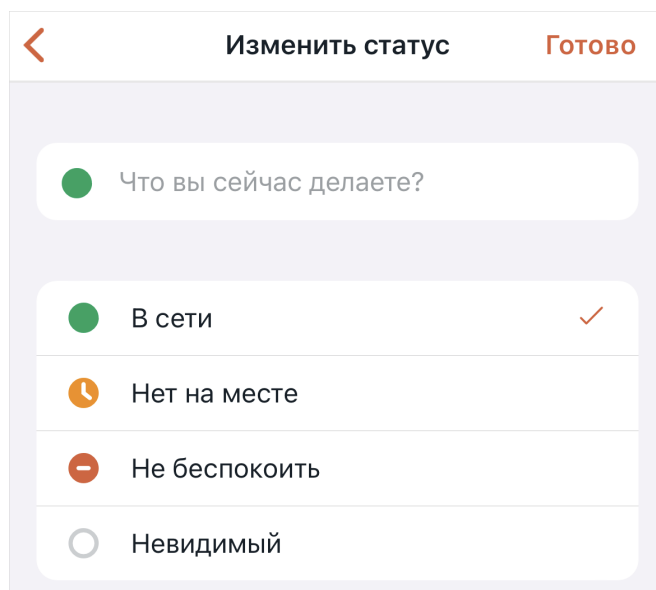 Изменить статус Готово
Что вы сейчас делаете?
В сети
Нет на месте
Не беспокоить
Невидимый